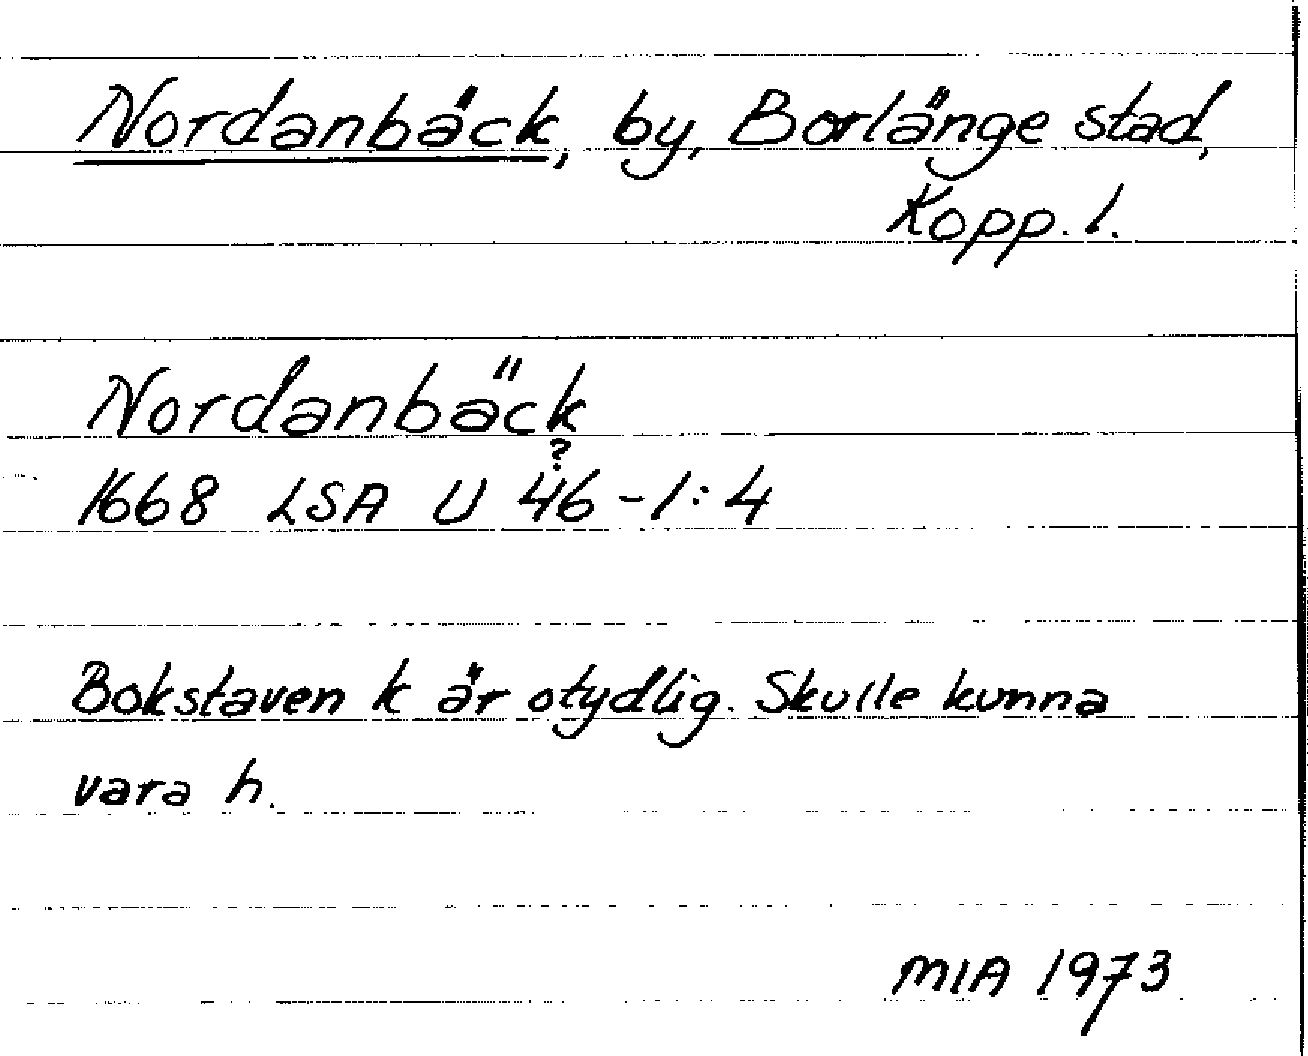 Nordanbäck, by, Borlänge stad,
Kopp. l.
Nordanbäck
?
1668 LSA U 46-1:4
Bokstaven k är otydlig. Skulle kunna
vara h.
MIA 1973